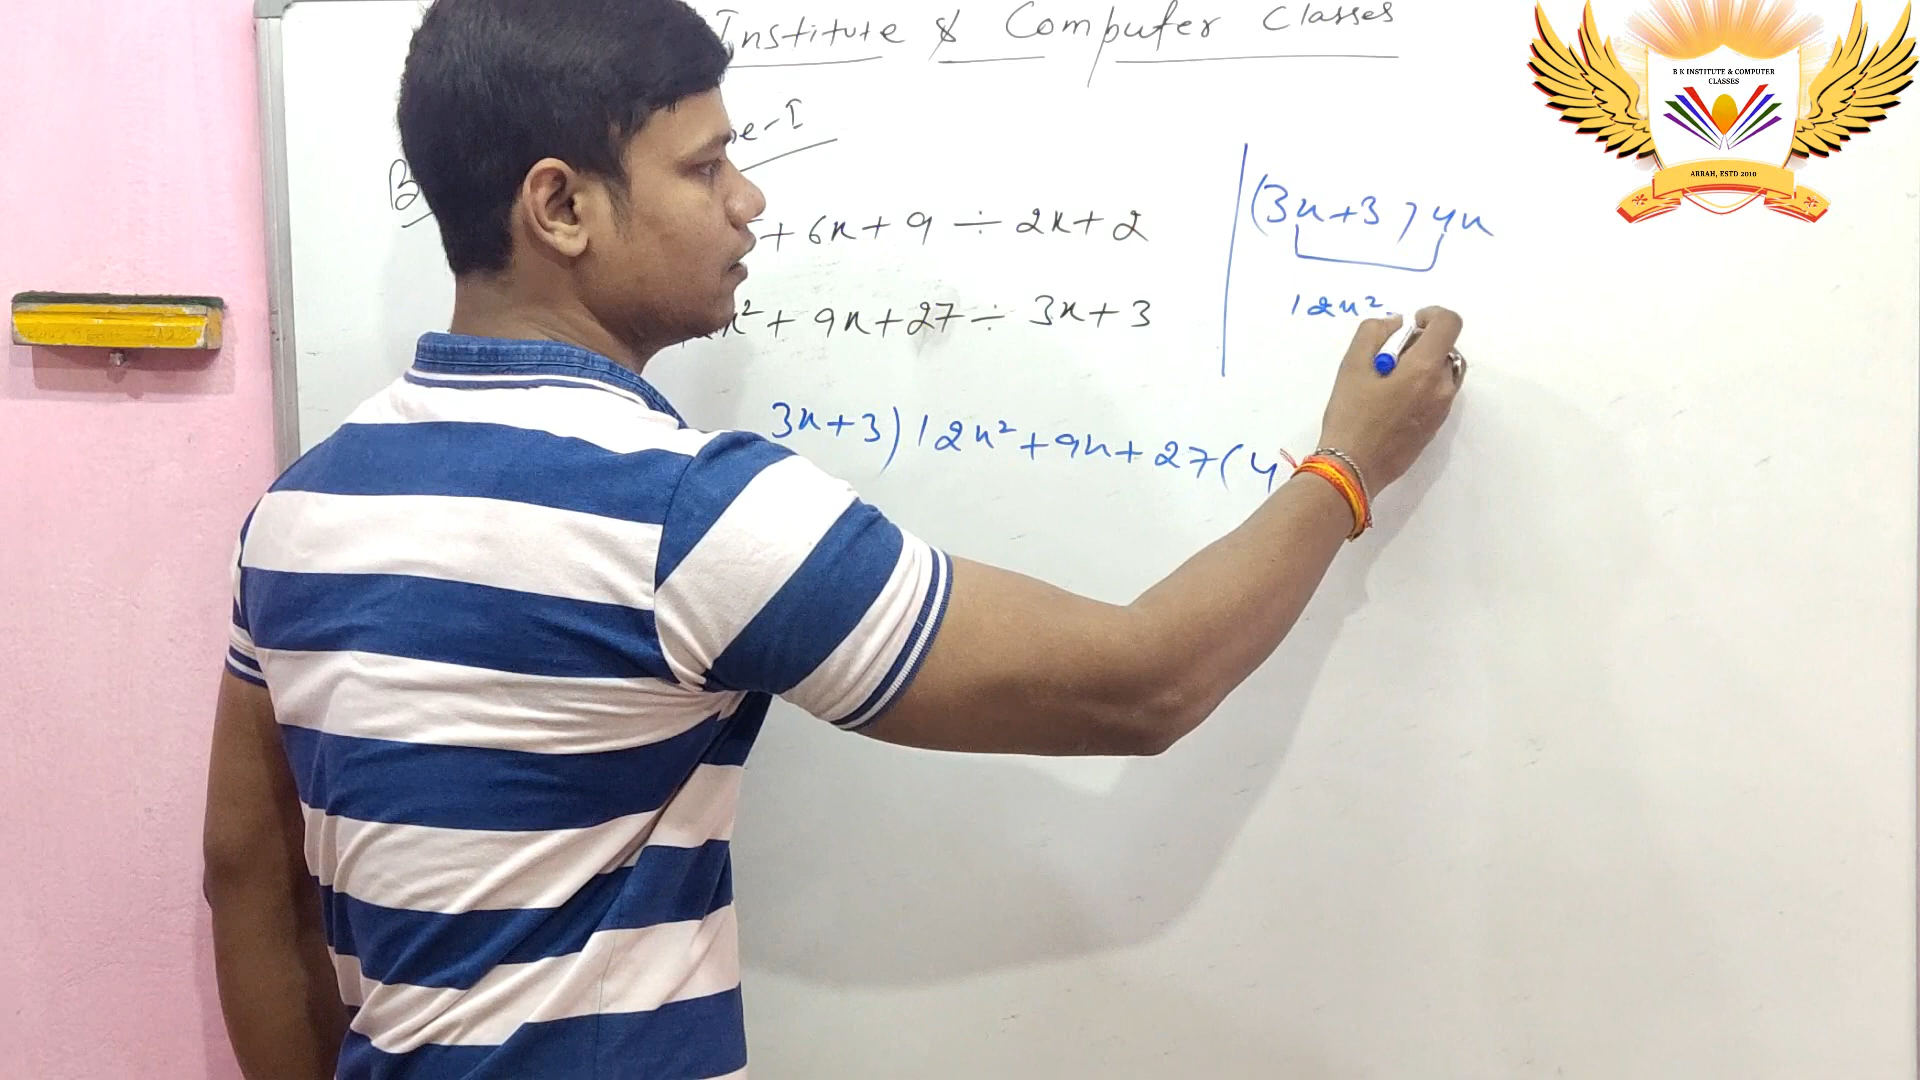 Institute & Computer Classes
B K INSTITUTE & COMPUTER
CLASSES
ARRAH, ESTD 2010
+ 6x + 9 ÷ 2x + 2
x² + 9x + 27 ÷ 3x + 3
3x + 3 ) 12x² + 9x + 27 ( 4
(3x + 3) 4x
12x²